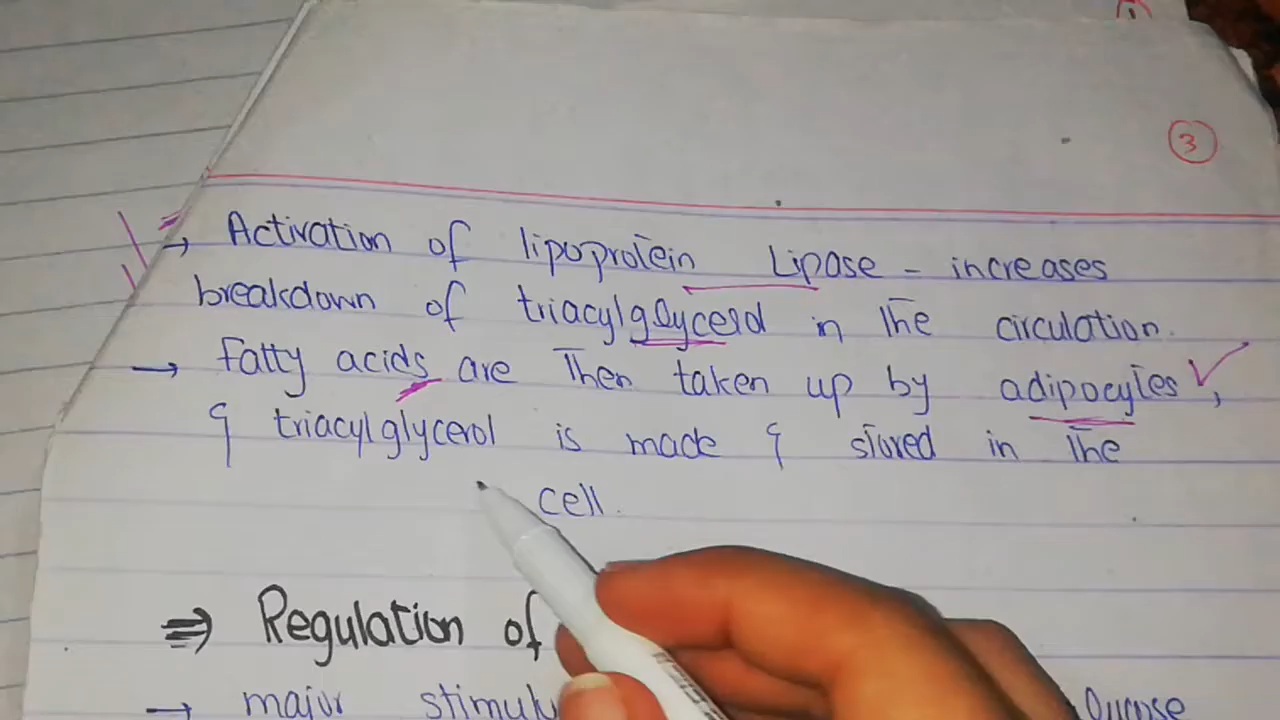 3
→ Activation of lipoprotein Lipase - increases
breakdown of triacylglycerol in the circulation.
→ Fatty acids are then taken up by adipocytes,
& triacylglycerol is made & stored in the
cell.
⇒ Regulation of
→ major